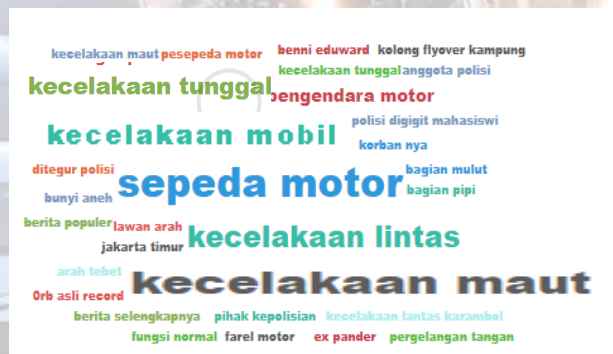 kecelakaan maut pesepeda motor benni eduward kolong flyover kampung
kecelakaan tunggal anggota polisi
kecelakaan tunggal
pengendara motor
polisi digigit mahasiswi
kecelakaan mobil
korban nya
ditegur polisi
bagian mulut
sepeda motor
bunyi aneh
bagian pipi
berita populer
lawan arah
jakarta timur
kecelakaan lintas
arah tebet
kecelakaan maut
0rb asli record
berita selengkapnya pihak kepolisian kecelakaan lantas karambol
fungsi normal farel motor ex pander pergelangan tangan